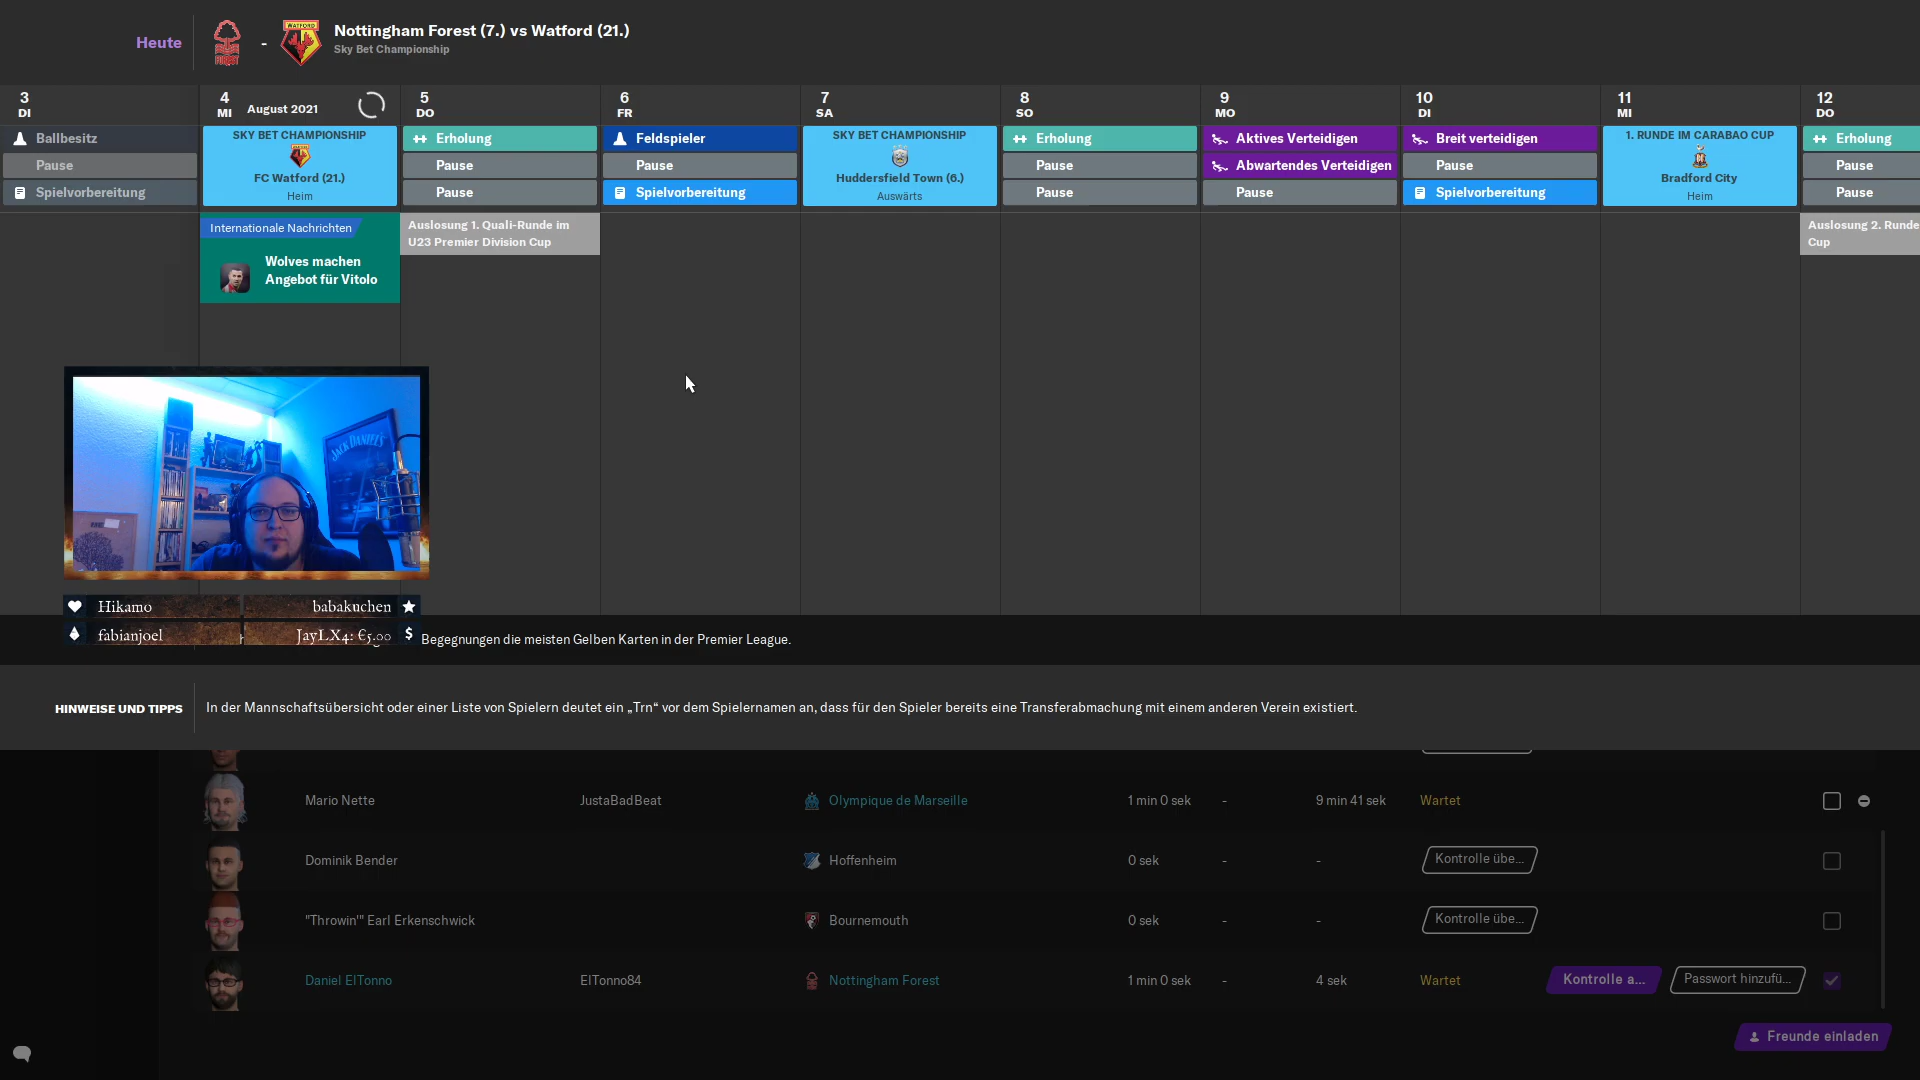 Heute
-
Nottingham Forest (7.) vs Watford (21.)
Sky Bet Championship
3
DI
4
MI
August 2021
5
DO
6
FR
7
SA
8
SO
9
MO
10
DI
11
MI
12
DO
Ballbesitz
Pause
Spielvorbereitung
SKY BET CHAMPIONSHIP
FC Watford (21.)
Heim
Erholung
Pause
Pause
Feldspieler
Pause
Spielvorbereitung
SKY BET CHAMPIONSHIP
Huddersfield Town (6.)
Auswärts
Erholung
Pause
Pause
Aktives Verteidigen
Abwartendes Verteidigen
Pause
Breit verteidigen
Pause
Spielvorbereitung
1. RUNDE IM CARABAO CUP
Bradford City
Heim
Erholung
Pause
Pause
Internationale Nachrichten
Wolves machen
Angebot für Vitolo
Auslosung 1. Quali-Runde im
U23 Premier Division Cup
Auslosung 2. Runde
Cup
JACK DANIEL'S
Hikamo
babakuchen
fabianjoel
JayLX4: €5.00
Begegnungen die meisten Gelben Karten in der Premier League.
HINWEISE UND TIPPS
In der Mannschaftsübersicht oder einer Liste von Spielern deutet ein „Trn“ vor dem Spielernamen an, dass für den Spieler bereits eine Transferabmachung mit einem anderen Verein existiert.
Mario Nette JustaBadBeat Olympique de Marseille 1 min 0 sek - 9 min 41 sek Wartet
Dominik Bender Hoffenheim 0 sek - - Kontrolle übe...
"Throwin'" Earl Erkenschwick Bournemouth 0 sek - - Kontrolle übe...
Daniel ElTonno ElTonno84 Nottingham Forest 1 min 0 sek - 4 sek Wartet Kontrolle a... Passwort hinzufü...
Freunde einladen